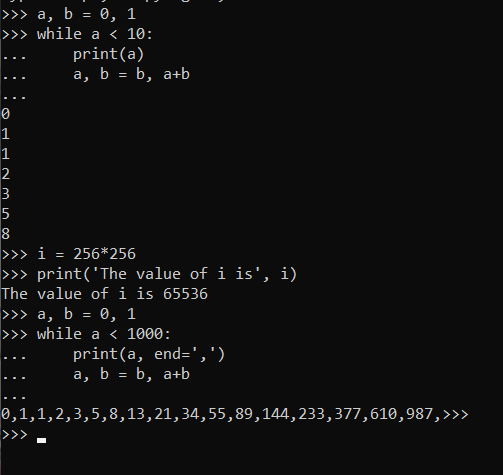 >>> a, b = 0, 1
>>> while a < 10:
...     print(a)
...     a, b = b, a+b
...
0
1
1
2
3
5
8
>>> i = 256*256
>>> print('The value of i is', i)
The value of i is 65536
>>> a, b = 0, 1
>>> while a < 1000:
...     print(a, end=',')
...     a, b = b, a+b
...
0,1,1,2,3,5,8,13,21,34,55,89,144,233,377,610,987,>>>
>>>